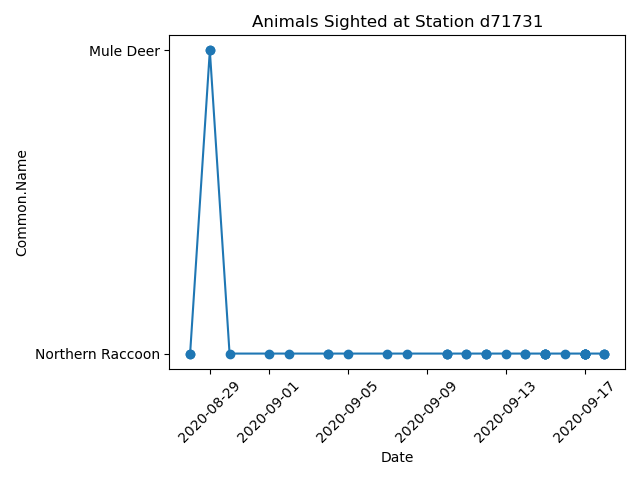 Animals Sighted at Station d71731
Mule Deer
Common.Name
Northern Raccoon
2020-08-29
2020-09-01
2020-09-05
2020-09-09
2020-09-13
2020-09-17
Date